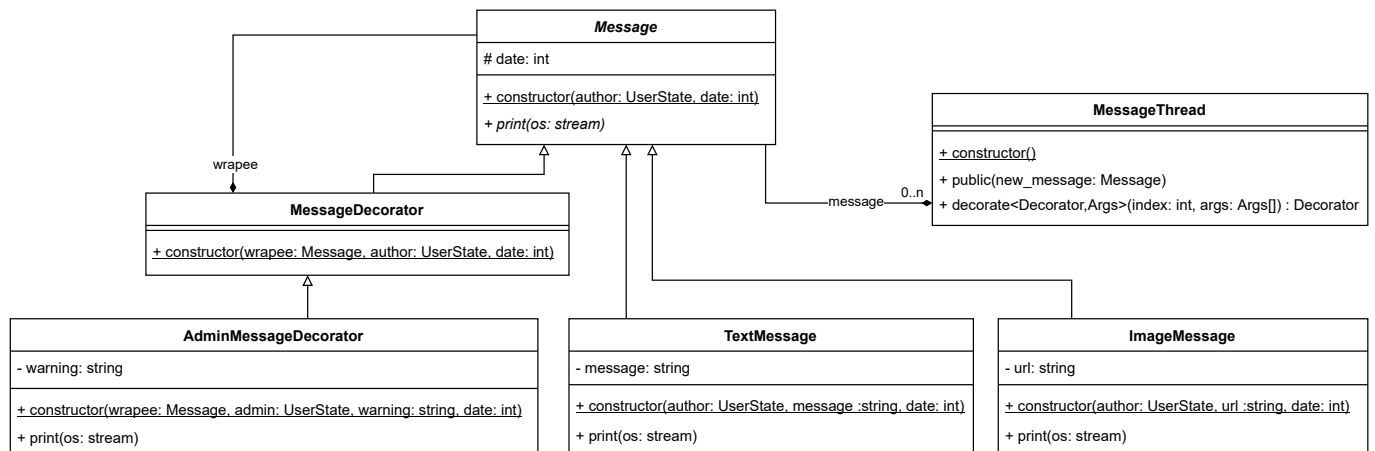 Message
# date: int
+ constructor(author: UserState, date: int)
+ print(os: stream)
wrapee
MessageThread
+ constructor()
+ public(new_message: Message)
+ decorate<Decorator,Args>(index: int, args: Args[]) : Decorator
message
0..n
MessageDecorator
+ constructor(wrapee: Message, author: UserState, date: int)
AdminMessageDecorator
- warning: string
+ constructor(wrapee: Message, admin: UserState, warning: string, date: int)
+ print(os: stream)
TextMessage
- message: string
+ constructor(author: UserState, message :string, date: int)
+ print(os: stream)
ImageMessage
- url: string
+ constructor(author: UserState, url :string, date: int)
+ print(os: stream)